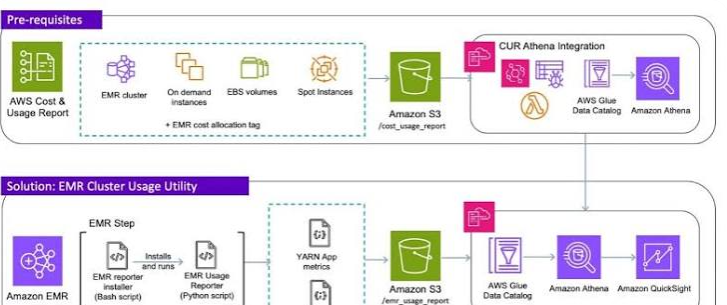 Pre-requisites
AWS Cost &
Usage Report
EMR cluster
On demand
instances
EBS volumes
Spot Instances
+ EMR cost allocation tag
Amazon S3
/cost_usage_report
CUR Athena Integration
AWS Glue
Data Catalog
Amazon Athena
Solution: EMR Cluster Usage Utility
Amazon EMR
EMR Step
EMR reporter
installer
(Bash script)
Installs
and runs
EMR Usage
Reporter
(Python script)
YARN App
metrics
Amazon S3
/emr_usage_report
AWS Glue
Data Catalog
Amazon Athena
Amazon QuickSight